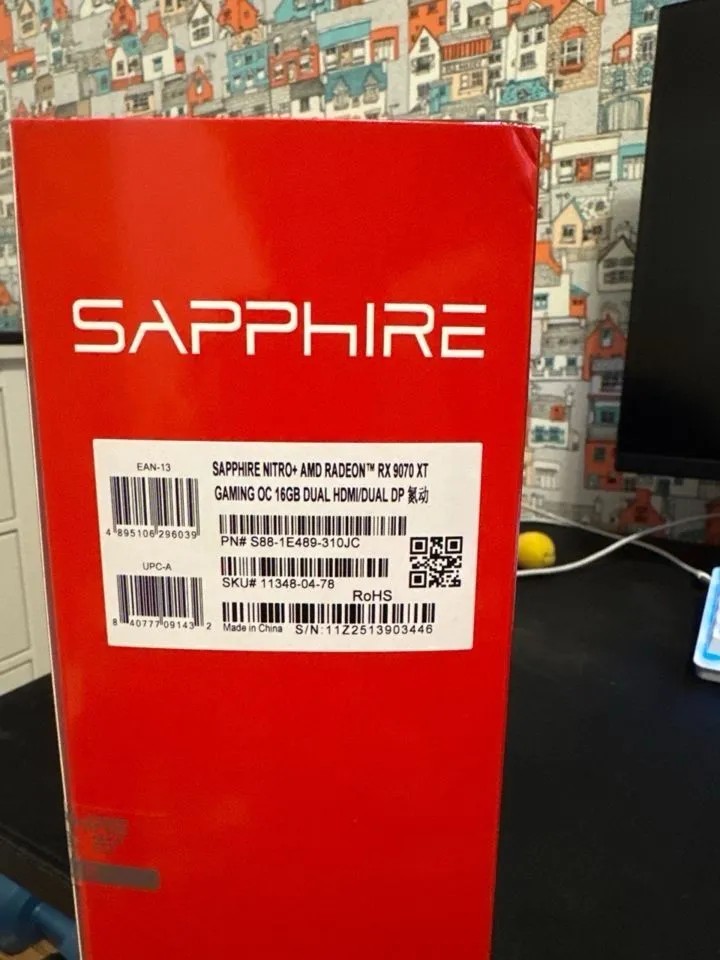 SAPPHIRE
EAN-13
SAPPHIRE NITRO+ AMD RADEON™ RX 9070 XT
GAMING OC 16GB DUAL HDMI/DUAL DP 氮动
4 895106 296039
PN# S88-1E489-310JC
UPC-A
SKU# 11348-04-78
RoHS
8 40777 09143 2
Made in China S/N:11Z2513903446